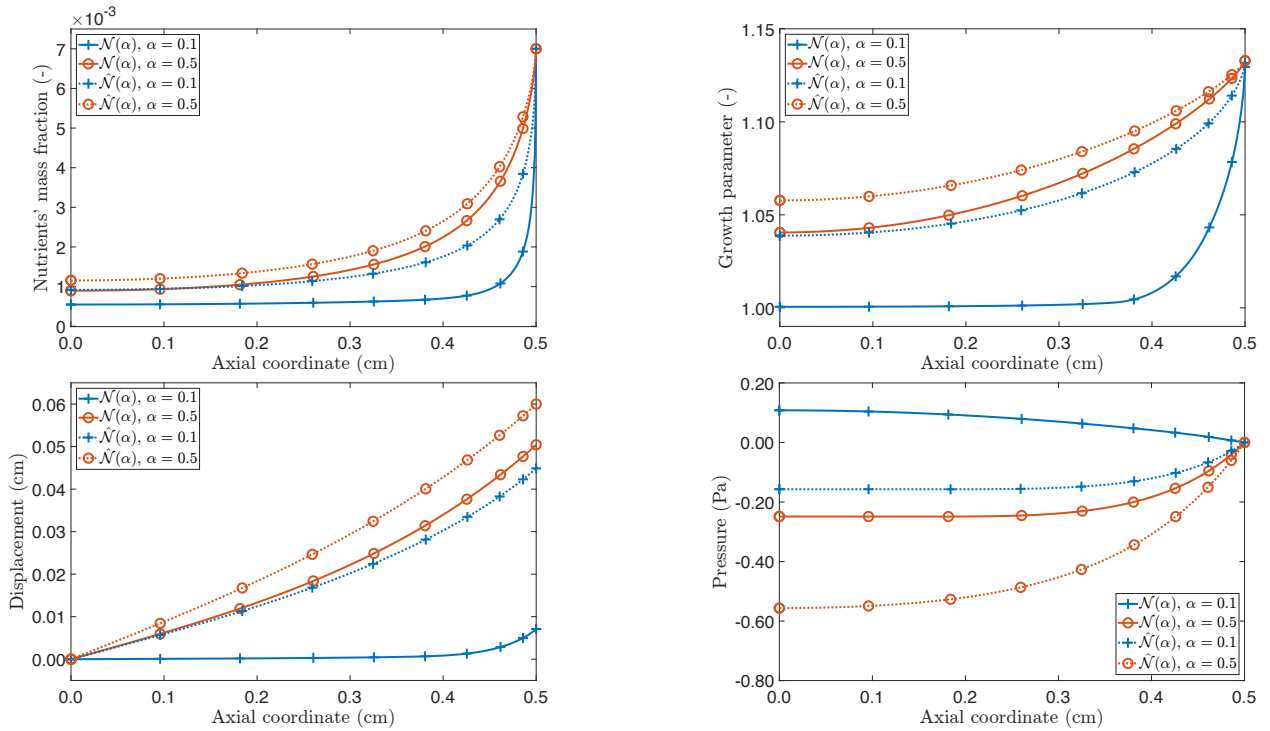 ×10⁻³
7
6
5
4
3
2
1
0
0.0 0.1 0.2 0.3 0.4 0.5
Nutrients' mass fraction (-)
Axial coordinate (cm)
𝒩(α), α = 0.1
𝒩(α), α = 0.5
𝒩̂(α), α = 0.1
𝒩̂(α), α = 0.5
1.15
1.10
1.05
1.00
0.0 0.1 0.2 0.3 0.4 0.5
Growth parameter (-)
Axial coordinate (cm)
𝒩(α), α = 0.1
𝒩(α), α = 0.5
𝒩̂(α), α = 0.1
𝒩̂(α), α = 0.5
0.06
0.05
0.04
0.03
0.02
0.01
0.00
0.0 0.1 0.2 0.3 0.4 0.5
Displacement (cm)
Axial coordinate (cm)
𝒩(α), α = 0.1
𝒩(α), α = 0.5
𝒩̂(α), α = 0.1
𝒩̂(α), α = 0.5
0.20
0.00
-0.20
-0.40
-0.60
-0.80
0.0 0.1 0.2 0.3 0.4 0.5
Pressure (Pa)
Axial coordinate (cm)
𝒩(α), α = 0.1
𝒩(α), α = 0.5
𝒩̂(α), α = 0.1
𝒩̂(α), α = 0.5